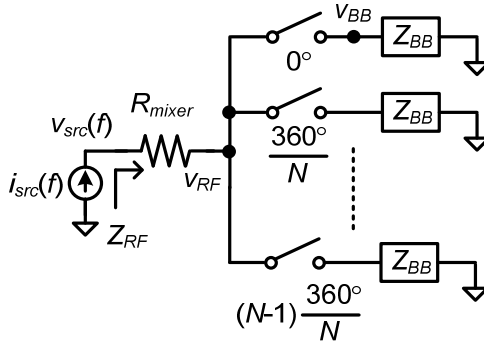 v_BB
Z_BB
0°
R_mixer
Z_BB
v_src(f)
360°
N
i_src(f)
v_RF
Z_RF
Z_BB
(N-1) 360°
N